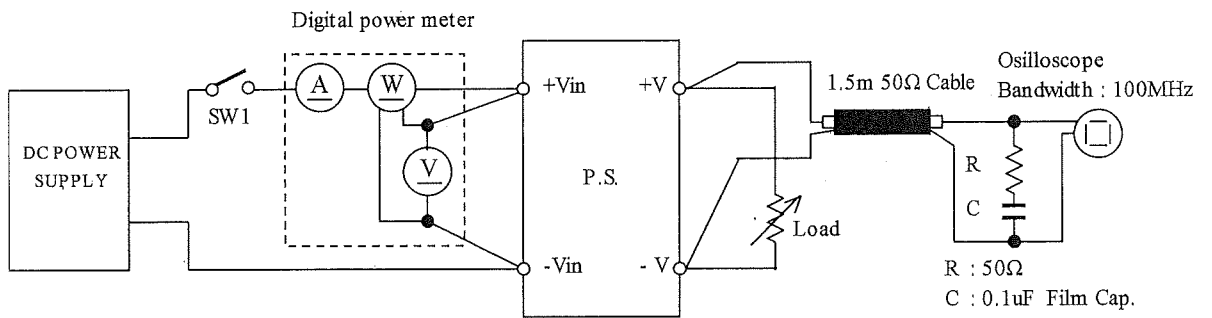 Digital power meter
DC POWER
SUPPLY
SW1
A
W
V
+Vin
-Vin
P.S.
+V
- V
Load
1.5m 50Ω Cable
Osilloscope
Bandwidth : 100MHz
R
C
R : 50Ω
C : 0.1uF Film Cap.